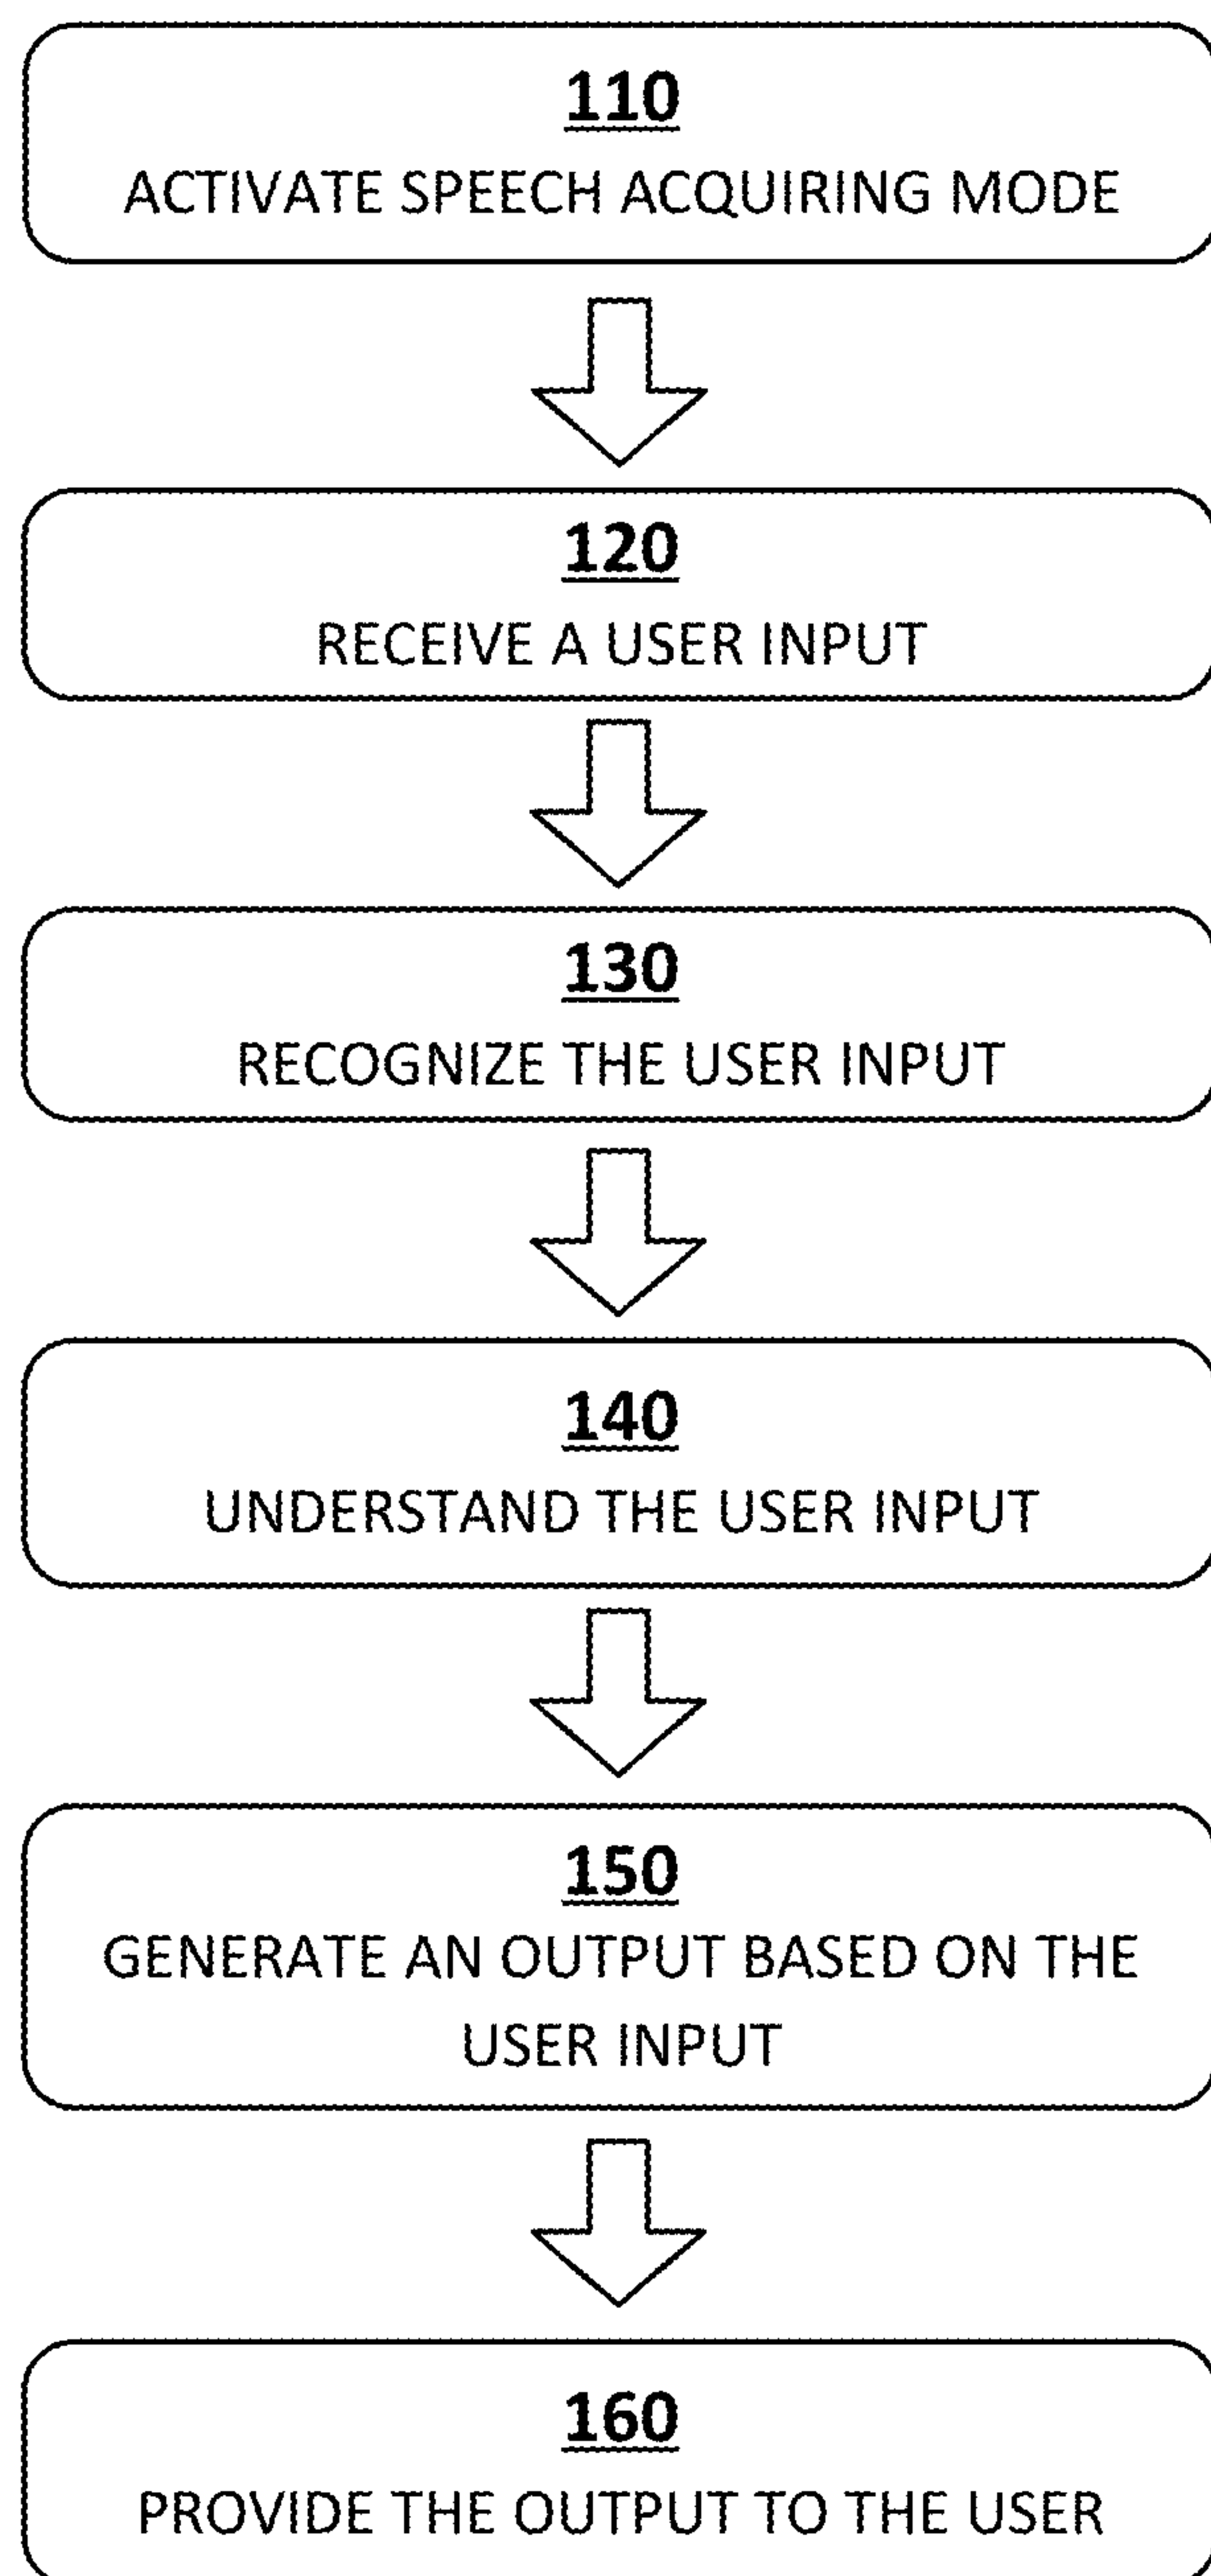 110
ACTIVATE SPEECH ACQUIRING MODE
120
RECEIVE A USER INPUT
130
RECOGNIZE THE USER INPUT
140
UNDERSTAND THE USER INPUT
150
GENERATE AN OUTPUT BASED ON THE
USER INPUT
160
PROVIDE THE OUTPUT TO THE USER